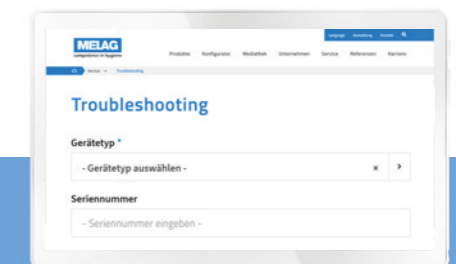 Language Anmeldung Kontakt
MELAG
competence in hygiene
Produkte Konfigurator Mediathek Unternehmen Service Referenzen Karriere
Service Troubleshooting
Troubleshooting
Gerätetyp *
- Gerätetyp auswählen - ×
Seriennummer
- Seriennummer eingeben -